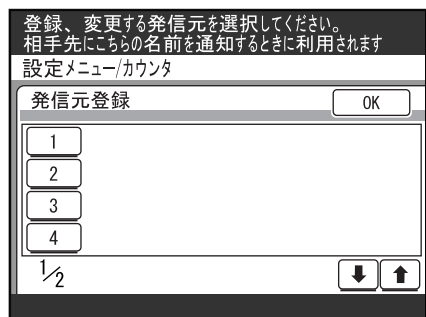 登録、変更する発信元を選択してください。
相手先にこちらの名前を通知するときに利用されます
設定メニュー/カウンタ
発信元登録
OK
1
2
3
4
1/2